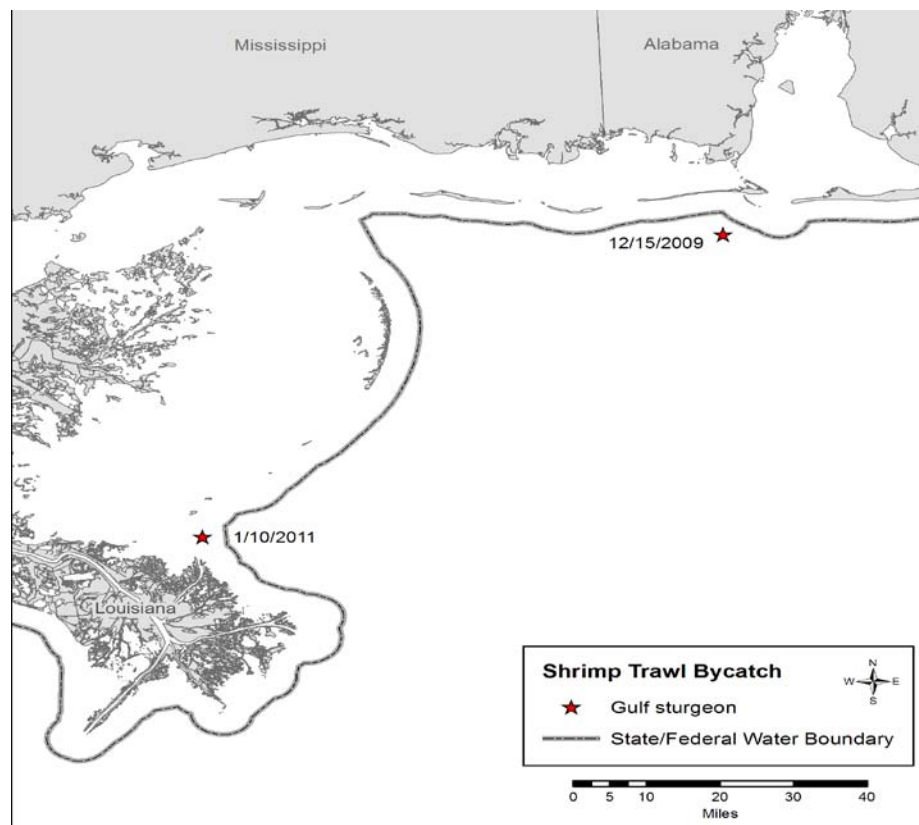 Mississippi
Alabama
12/15/2009
1/10/2011
Louisiana
Shrimp Trawl Bycatch
N
W E
S
Gulf sturgeon
State/Federal Water Boundary
0 5 10 20 30 40
Miles